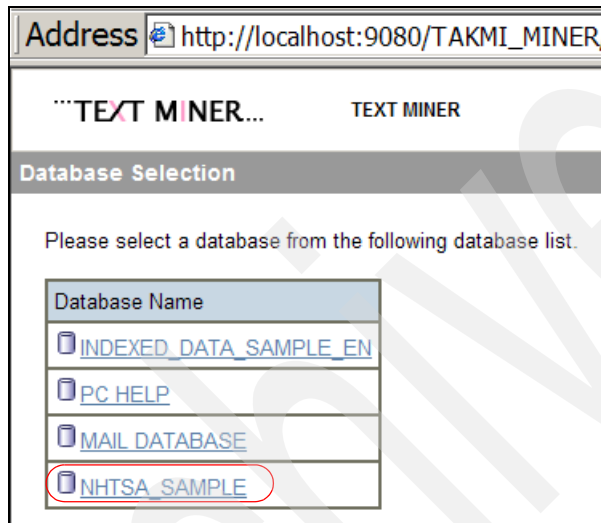 Address http://localhost:9080/TAKMI_MINER
TEXT MINER... TEXT MINER
Database Selection
Please select a database from the following database list.
Database Name
INDEXED_DATA_SAMPLE_EN
PC HELP
MAIL DATABASE
NHTSA_SAMPLE